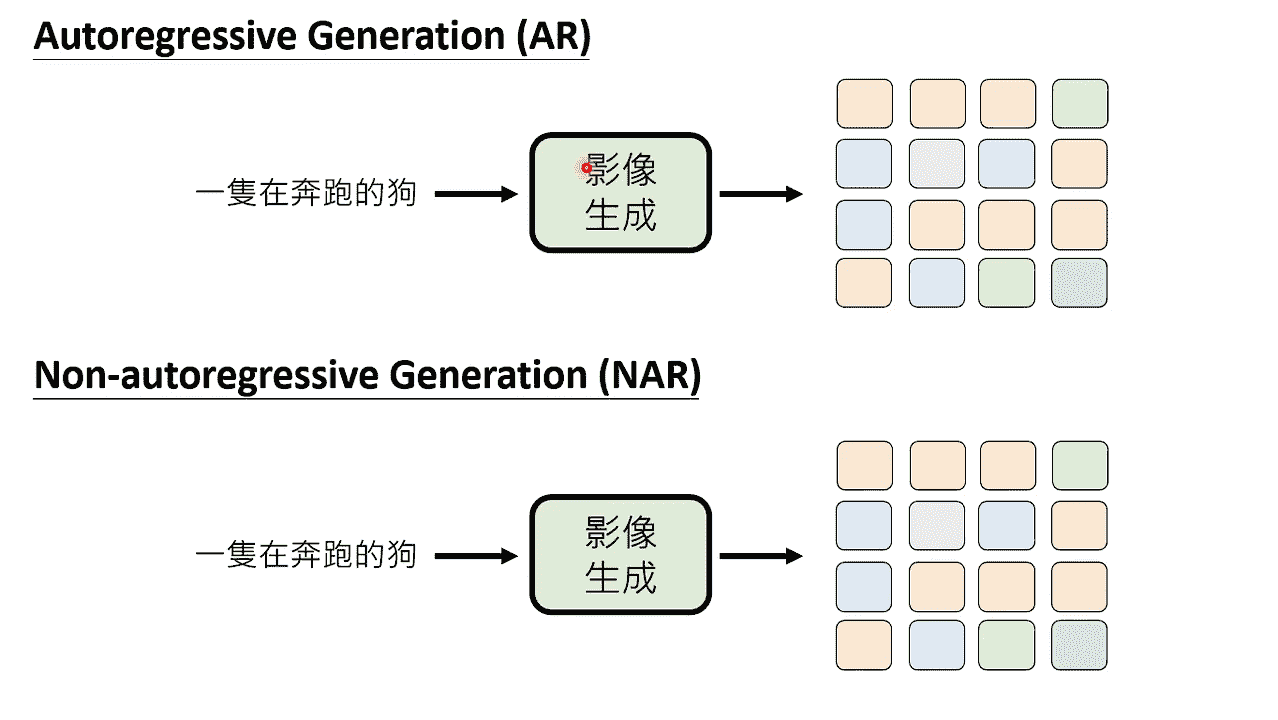 Autoregressive Generation (AR)
一隻在奔跑的狗
影像
生成
Non-autoregressive Generation (NAR)
一隻在奔跑的狗
影像
生成